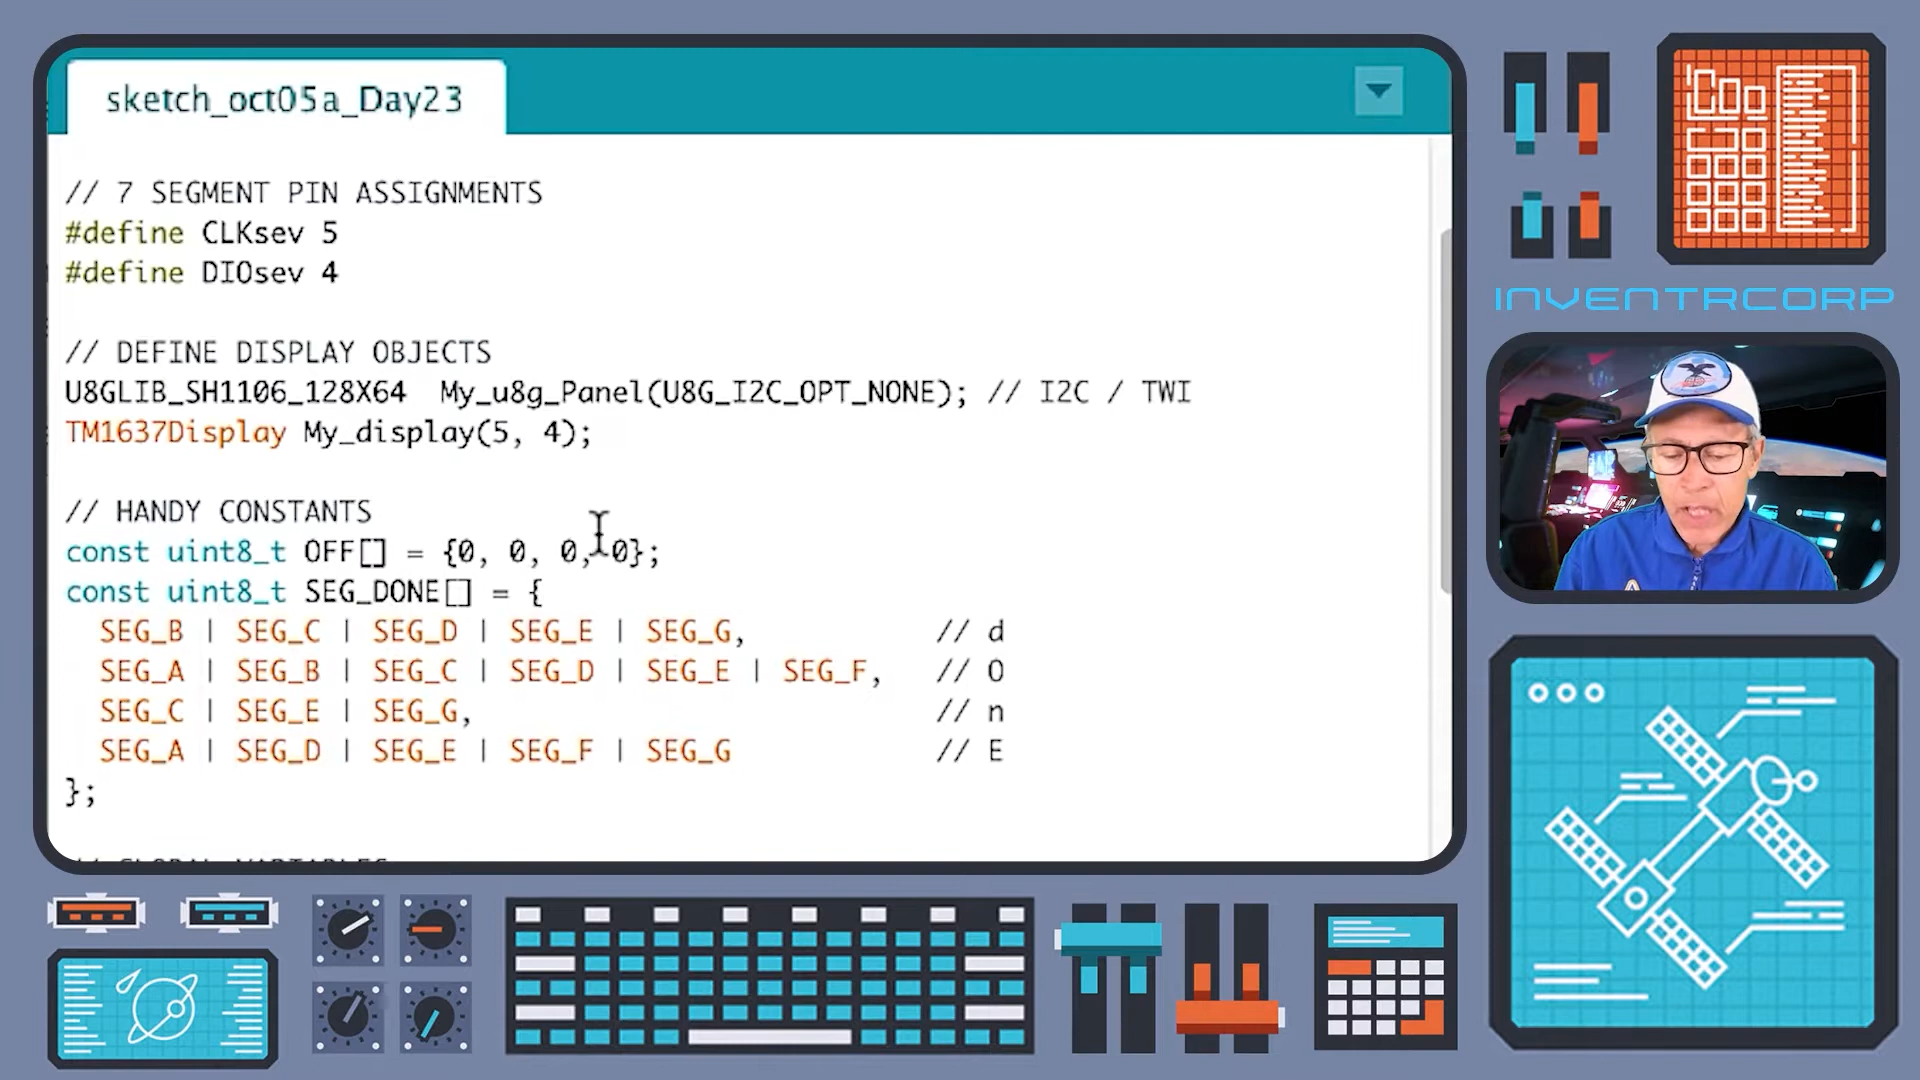 sketch_oct05a_Day23
// 7 SEGMENT PIN ASSIGNMENTS
#define CLKsev 5
#define DIOsev 4
// DEFINE DISPLAY OBJECTS
U8GLIB_SH1106_128X64  My_u8g_Panel(U8G_I2C_OPT_NONE); // I2C / TWI
TM1637Display My_display(5, 4);
// HANDY CONSTANTS
const uint8_t OFF[] = {0, 0, 0, 0};
const uint8_t SEG_DONE[] = {
  SEG_B | SEG_C | SEG_D | SEG_E | SEG_G,           // d
  SEG_A | SEG_B | SEG_C | SEG_D | SEG_E | SEG_F,   // O
  SEG_C | SEG_E | SEG_G,                           // n
  SEG_A | SEG_D | SEG_E | SEG_F | SEG_G            // E
};
// GLOBAL VARIABLES
INVENTRCORP